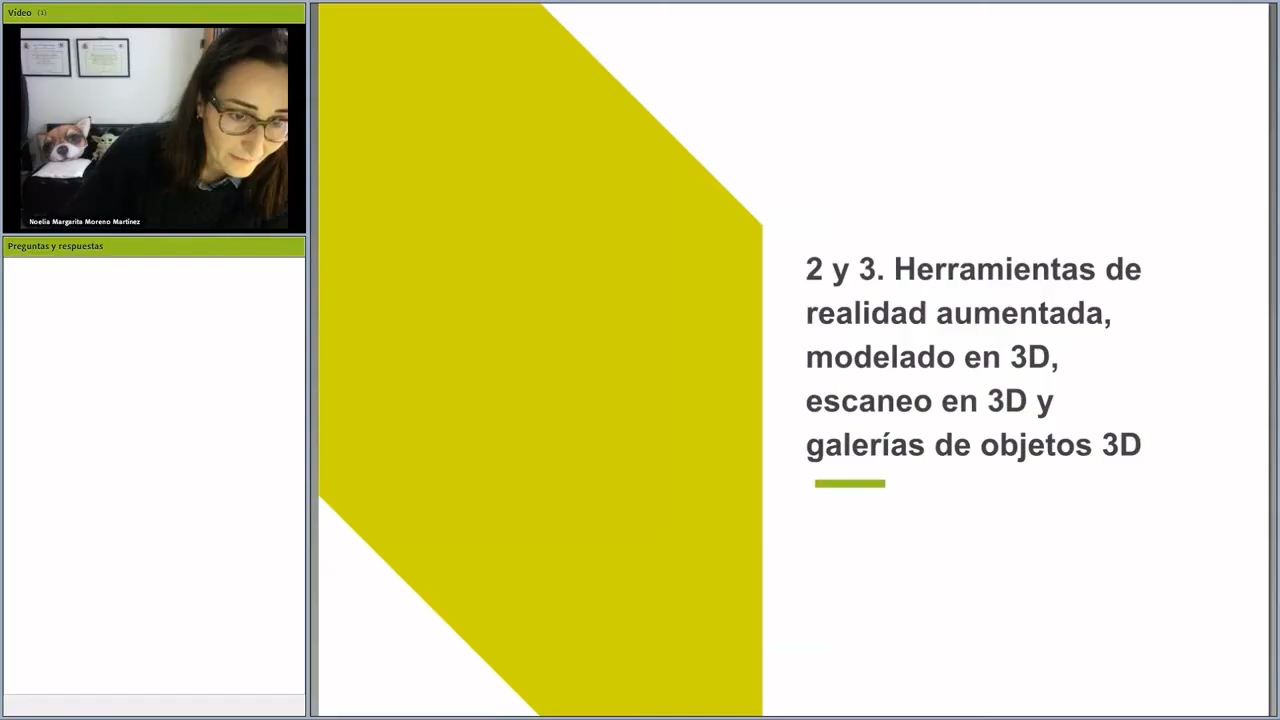 Vídeo (1)
Noelia Margarita Moreno Martínez
Preguntas y respuestas
2 y 3. Herramientas de
realidad aumentada,
modelado en 3D,
escaneo en 3D y
galerías de objetos 3D